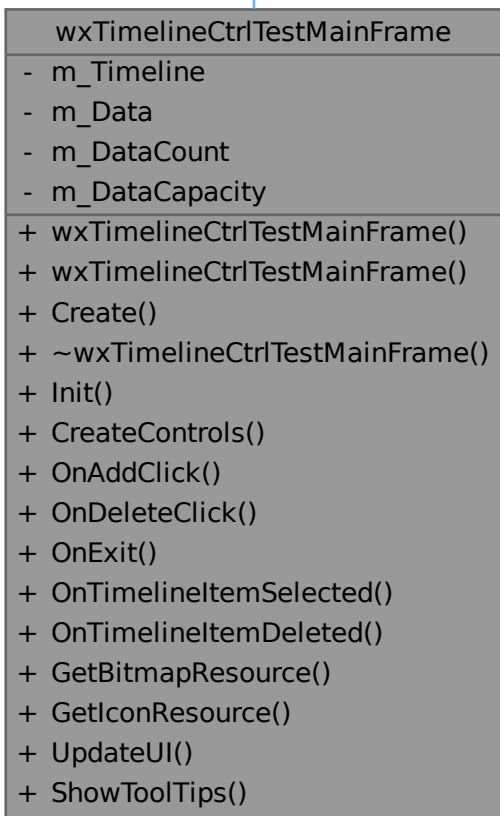 wxTimelineCtrlTestMainFrame
- m_Timeline
- m_Data
- m_DataCount
- m_DataCapacity
+ wxTimelineCtrlTestMainFrame()
+ wxTimelineCtrlTestMainFrame()
+ Create()
+ ~wxTimelineCtrlTestMainFrame()
+ Init()
+ CreateControls()
+ OnAddClick()
+ OnDeleteClick()
+ OnExit()
+ OnTimelineItemSelected()
+ OnTimelineItemDeleted()
+ GetBitmapResource()
+ GetIconResource()
+ UpdateUI()
+ ShowToolTips()